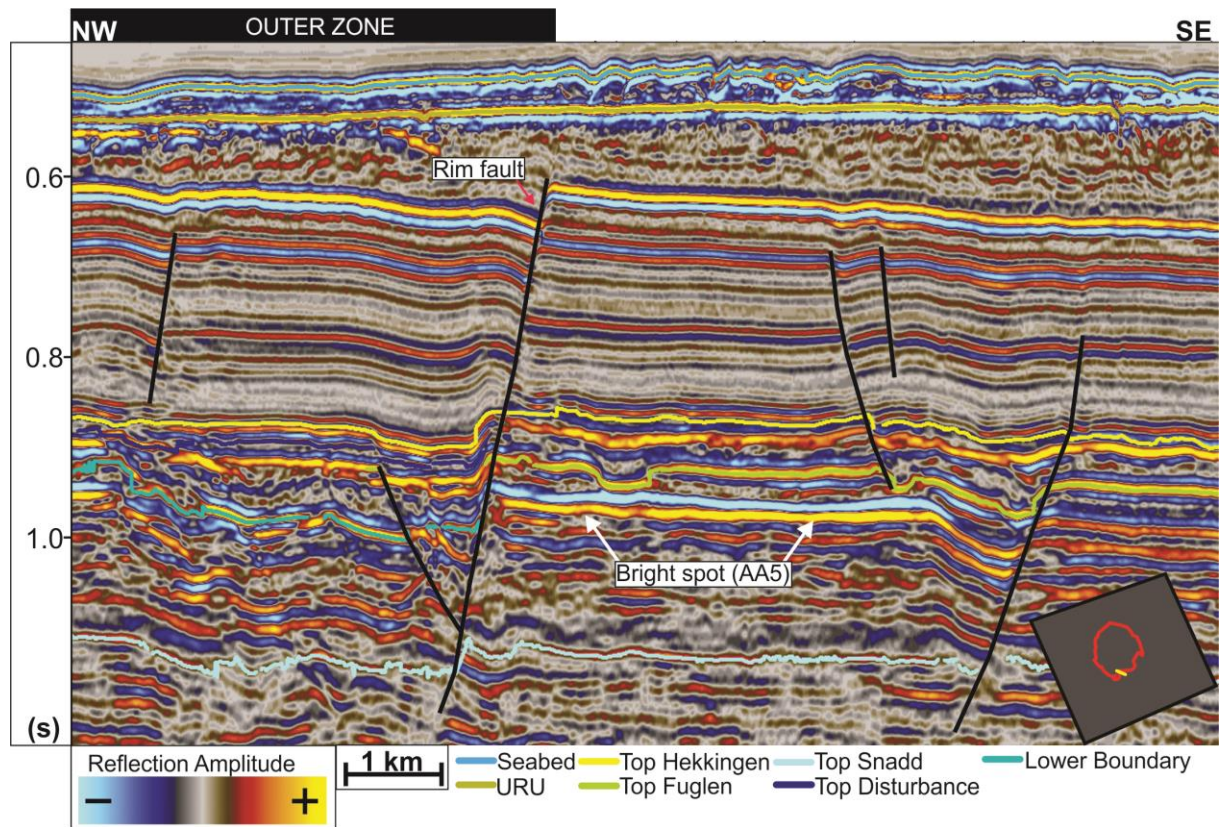 NW OUTER ZONE SE
Rim fault
0.6
0.8
1.0
Bright spot (AA5)
(s)
Reflection Amplitude
− +
1 km
Seabed Top Hekkingen Top Snadd Lower Boundary
URU Top Fuglen Top Disturbance